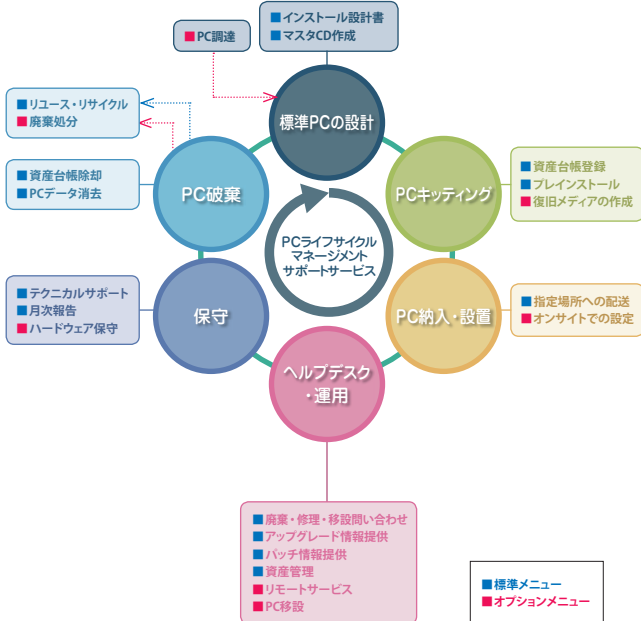 ■インストール設計書
■マスタCD作成
■PC調達
標準PCの設計
■リユース・リサイクル
■廃棄処分
■資産台帳除却
■PCデータ消去
PC破棄
PCキッティング
■資産台帳登録
■プレインストール
■復旧メディアの作成
PCライフサイクル
マネージメント
サポートサービス
■テクニカルサポート
■月次報告
■ハードウェア保守
保守
PC納入・設置
■指定場所への配送
■オンサイトでの設定
ヘルプデスク
・運用
■廃棄・修理・移設問い合わせ
■アップグレード情報提供
■パッチ情報提供
■資産管理
■リモートサービス
■PC移設
■標準メニュー
■オプションメニュー